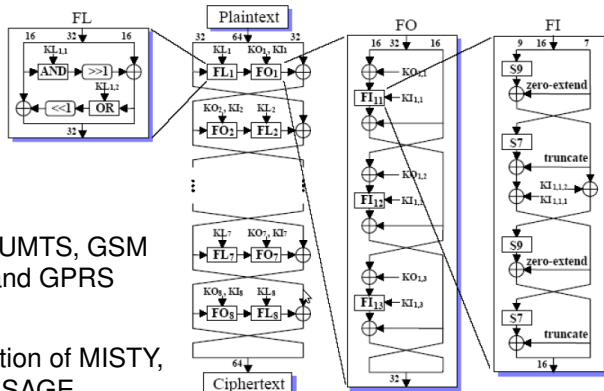 FL
16 32 16
KL1,1
AND >>1
KL1,2
<<1 OR
32
Plaintext
32 64 32
KL1 KO1, KI1
FL1 FO1
KO2, KI2 KL2
FO2 FL2
KL7 KO7, KI7
FL7 FO7
KO8, KI8 KL8
FO8 FL8
64
Ciphertext
FO
16 32 16
KO1,1
FI11 KI1,1
KO1,2
FI12 KI1,2
KO1,3
FI13 KI1,3
32
FI
9 16 7
S9
zero-extend
S7
truncate
KI1,1,2
KI1,1,1
S9
zero-extend
S7
truncate
16
UMTS, GSM
and GPRS
tion of MISTY,
SAGE